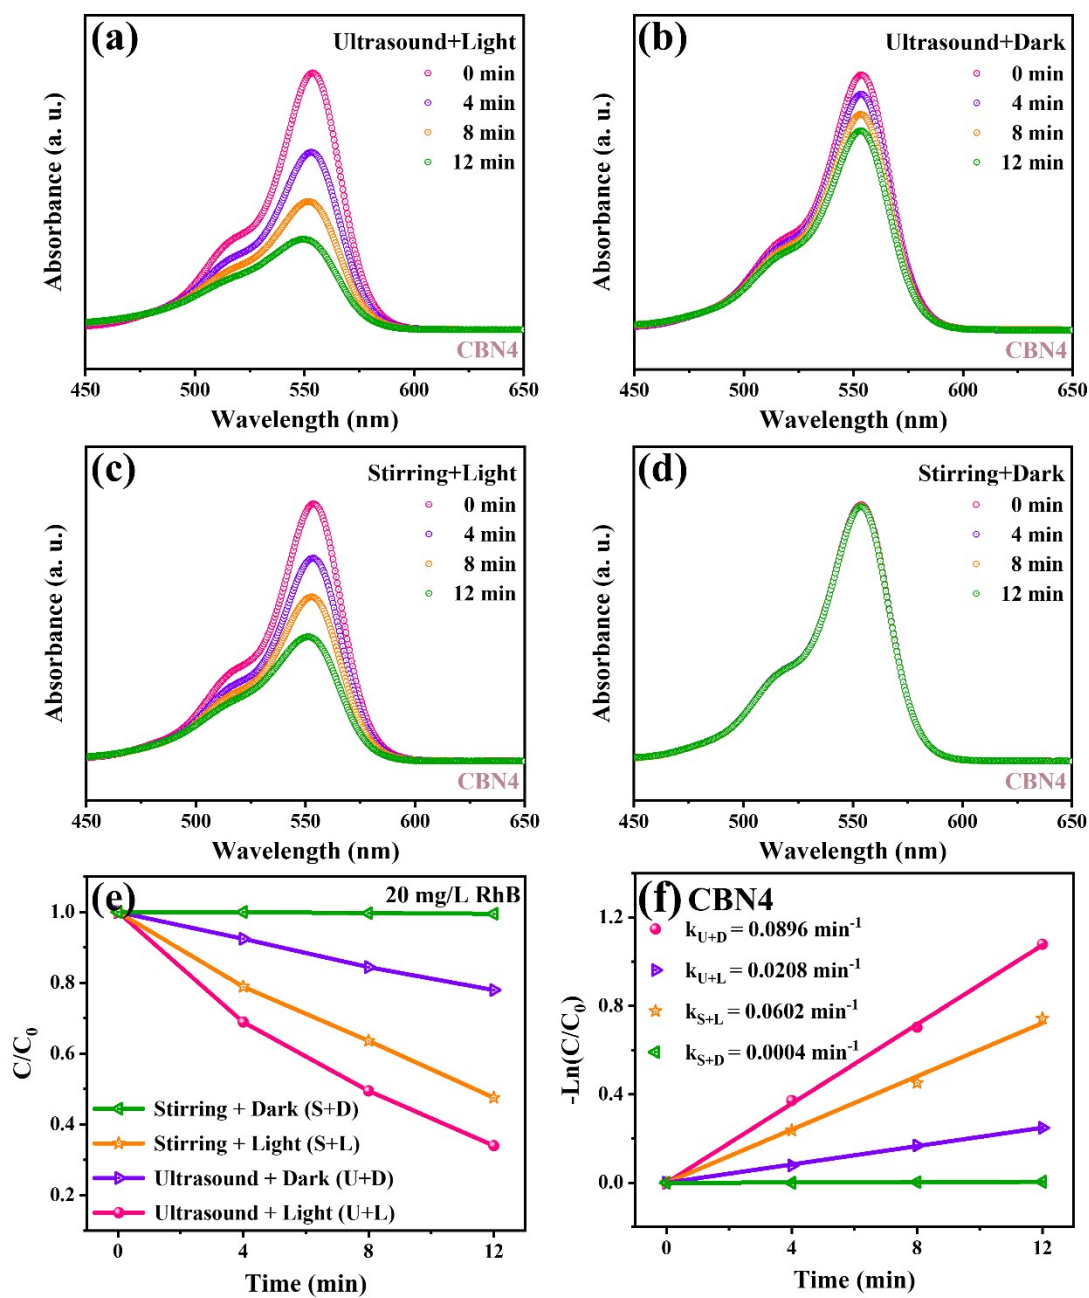 (a)
Ultrasound+Light
0 min
4 min
8 min
12 min
CBN4
Absorbance (a. u.)
450 500 550 600 650
Wavelength (nm)
(b)
Ultrasound+Dark
0 min
4 min
8 min
12 min
CBN4
Absorbance (a. u.)
450 500 550 600 650
Wavelength (nm)
(c)
Stirring+Light
0 min
4 min
8 min
12 min
CBN4
Absorbance (a. u.)
450 500 550 600 650
Wavelength (nm)
(d)
Stirring+Dark
0 min
4 min
8 min
12 min
CBN4
Absorbance (a. u.)
450 500 550 600 650
Wavelength (nm)
(e)
20 mg/L RhB
1.0
0.8
0.6
0.4
0.2
C/C₀
Stirring + Dark (S+D)
Stirring + Light (S+L)
Ultrasound + Dark (U+D)
Ultrasound + Light (U+L)
0 4 8 12
Time (min)
(f) CBN4
k_U+D = 0.0896 min⁻¹
k_U+L = 0.0208 min⁻¹
k_S+L = 0.0602 min⁻¹
k_S+D = 0.0004 min⁻¹
1.2
0.8
0.4
0.0
-Ln(C/C₀)
0 4 8 12
Time (min)